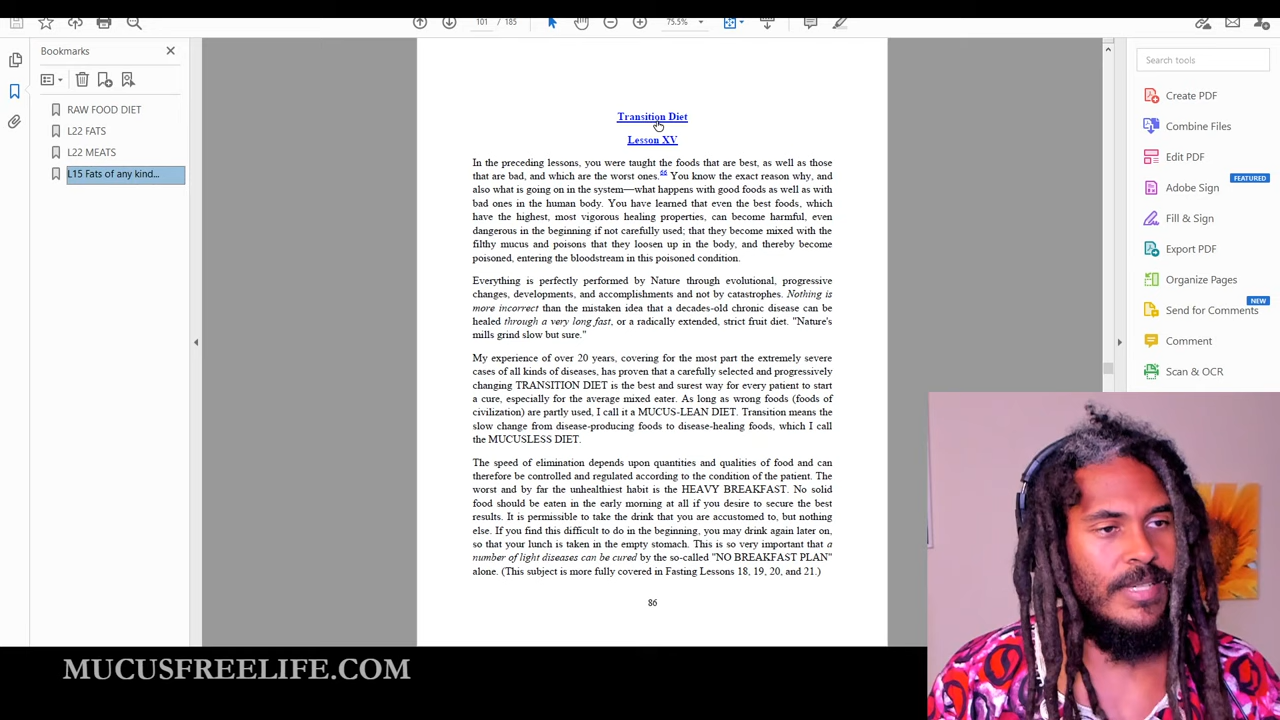 101 / 185
75.5%
Bookmarks
RAW FOOD DIET
L22 FATS
L22 MEATS
L15 Fats of any kind...
Transition Diet
Lesson XV
In the preceding lessons, you were taught the foods that are best, as well as those
that are bad, and which are the worst ones.66 You know the exact reason why, and
also what is going on in the system—what happens with good foods as well as with
bad ones in the human body. You have learned that even the best foods, which
have the highest, most vigorous healing properties, can become harmful, even
dangerous in the beginning if not carefully used; that they become mixed with the
filthy mucus and poisons that they loosen up in the body, and thereby become
poisoned, entering the bloodstream in this poisoned condition.
Everything is perfectly performed by Nature through evolutional, progressive
changes, developments, and accomplishments and not by catastrophes. Nothing is
more incorrect than the mistaken idea that a decades-old chronic disease can be
healed through a very long fast, or a radically extended, strict fruit diet. "Nature's
mills grind slow but sure."
My experience of over 20 years, covering for the most part the extremely severe
cases of all kinds of diseases, has proven that a carefully selected and progressively
changing TRANSITION DIET is the best and surest way for every patient to start
a cure, especially for the average mixed eater. As long as wrong foods (foods of
civilization) are partly used, I call it a MUCUS-LEAN DIET. Transition means the
slow change from disease-producing foods to disease-healing foods, which I call
the MUCUSLESS DIET.
The speed of elimination depends upon quantities and qualities of food and can
therefore be controlled and regulated according to the condition of the patient. The
worst and by far the unhealthiest habit is the HEAVY BREAKFAST. No solid
food should be eaten in the early morning at all if you desire to secure the best
results. It is permissible to take the drink that you are accustomed to, but nothing
else. If you find this difficult to do in the beginning, you may drink again later on,
so that your lunch is taken in the empty stomach. This is so very important that a
number of light diseases can be cured by the so-called "NO BREAKFAST PLAN"
alone. (This subject is more fully covered in Fasting Lessons 18, 19, 20, and 21.)
86
Search tools
Create PDF
Combine Files
Edit PDF
FEATURED
Adobe Sign
Fill & Sign
Export PDF
Organize Pages
NEW
Send for Comments
Comment
Scan & OCR
MUCUSFREELIFE.COM